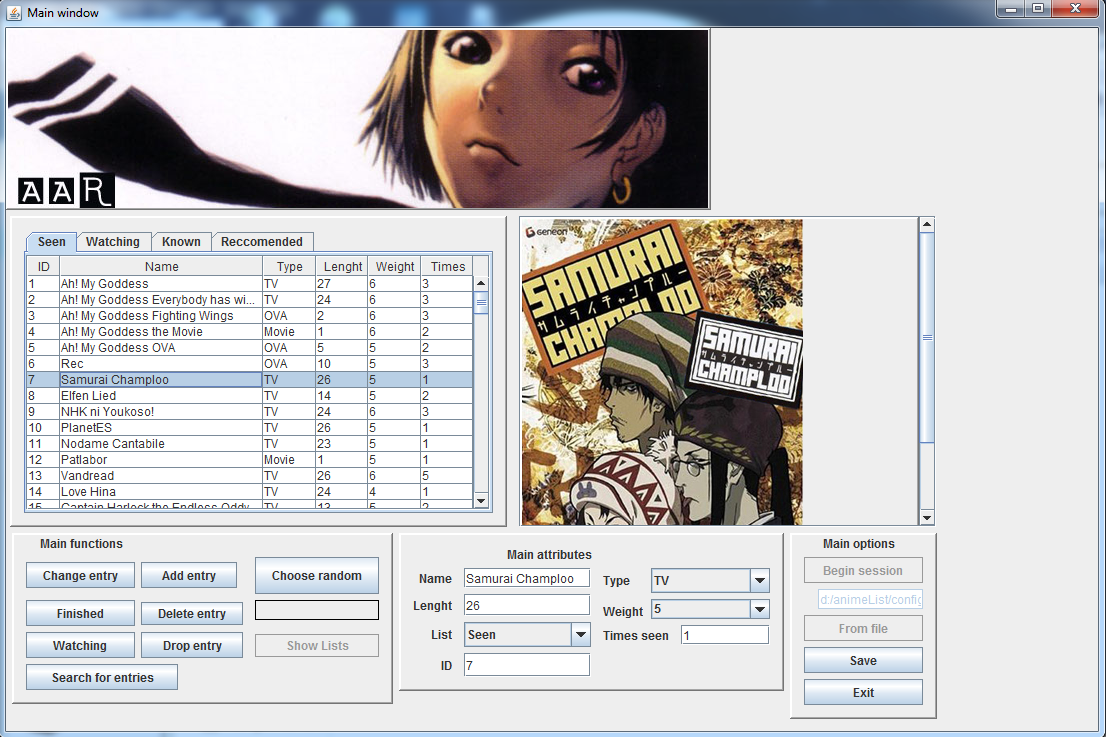 Main window
AAR
Seen Watching Known Reccomended
ID Name Type Lenght Weight Times
1 Ah! My Goddess TV 27 6 3
2 Ah! My Goddess Everybody has wi... TV 24 6 3
3 Ah! My Goddess Fighting Wings OVA 2 6 3
4 Ah! My Goddess the Movie Movie 1 6 2
5 Ah! My Goddess OVA OVA 5 5 2
6 Rec OVA 10 5 3
7 Samurai Champloo TV 26 5 1
8 Elfen Lied TV 14 5 2
9 NHK ni Youkoso! TV 24 6 3
10 PlanetES TV 26 5 1
11 Nodame Cantabile TV 23 5 1
12 Patlabor Movie 1 5 1
13 Vandread TV 26 6 5
14 Love Hina TV 24 4 1
15 Captain Harlock the Endless Oddy... TV 13 5 2
GENEON
SAMURAI
サムライチャンプルー
CHAMPLOO
SAMURAI
サムライチャンプルー
CHAMPLOO
Main functions
Change entry Add entry Choose random
Finished Delete entry
Watching Drop entry Show Lists
Search for entries
Main attributes
Name Samurai Champloo Type TV
Lenght 26 Weight 5
List Seen Times seen 1
ID 7
Main options
Begin session
d:/animeList/config
From file
Save
Exit